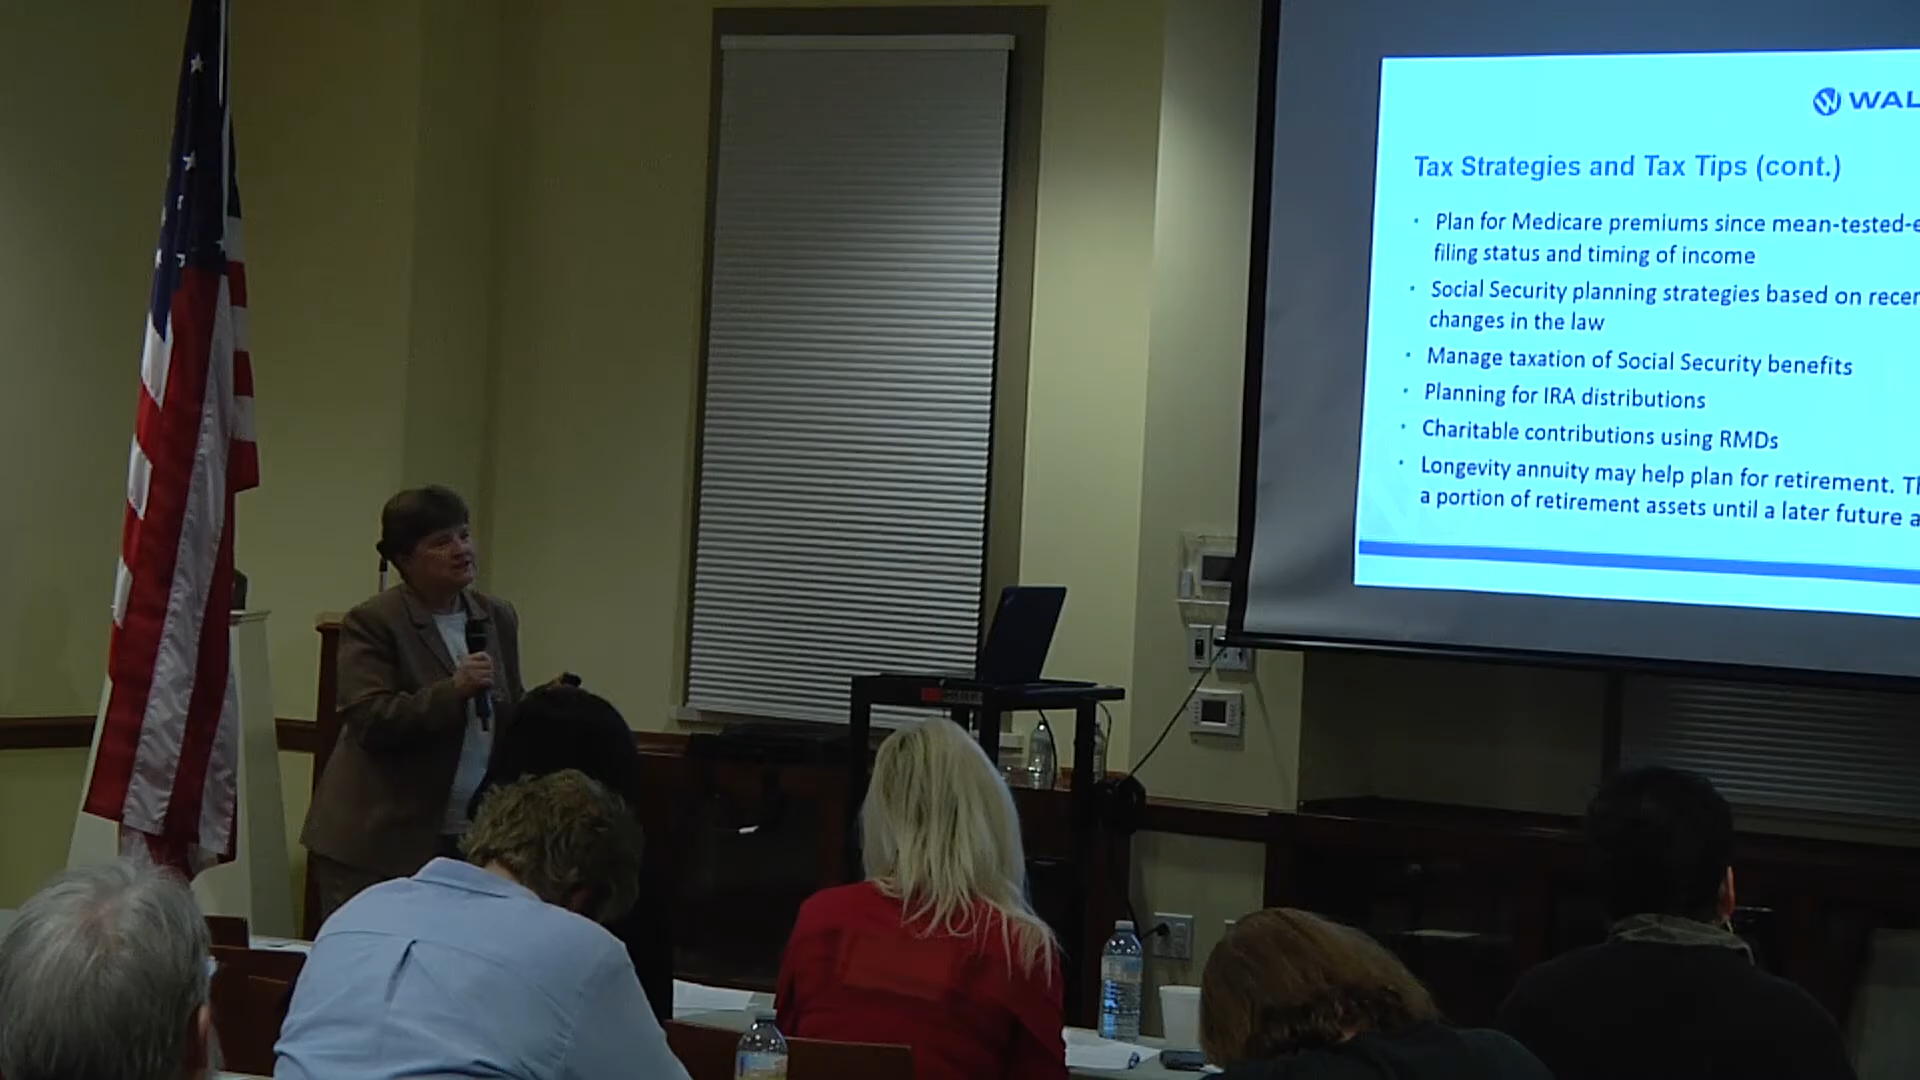 WAL
Tax Strategies and Tax Tips (cont.)
Plan for Medicare premiums since mean-tested-e
filing status and timing of income
Social Security planning strategies based on recen
changes in the law
Manage taxation of Social Security benefits
Planning for IRA distributions
Charitable contributions using RMDs
Longevity annuity may help plan for retirement. Th
a portion of retirement assets until a later future a